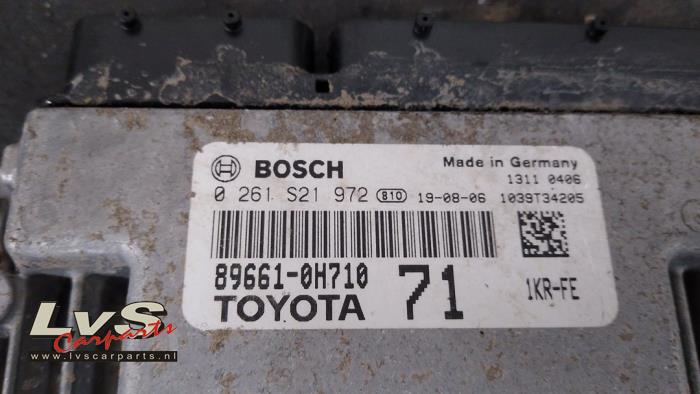 BOSCH
Made in Germany
1311 0406
0 261 S21 972 B10 19-08-06 1039T34205
89661-0H710
71
TOYOTA
1KR-FE
LvS
Carparts
www.lvscarparts.nl